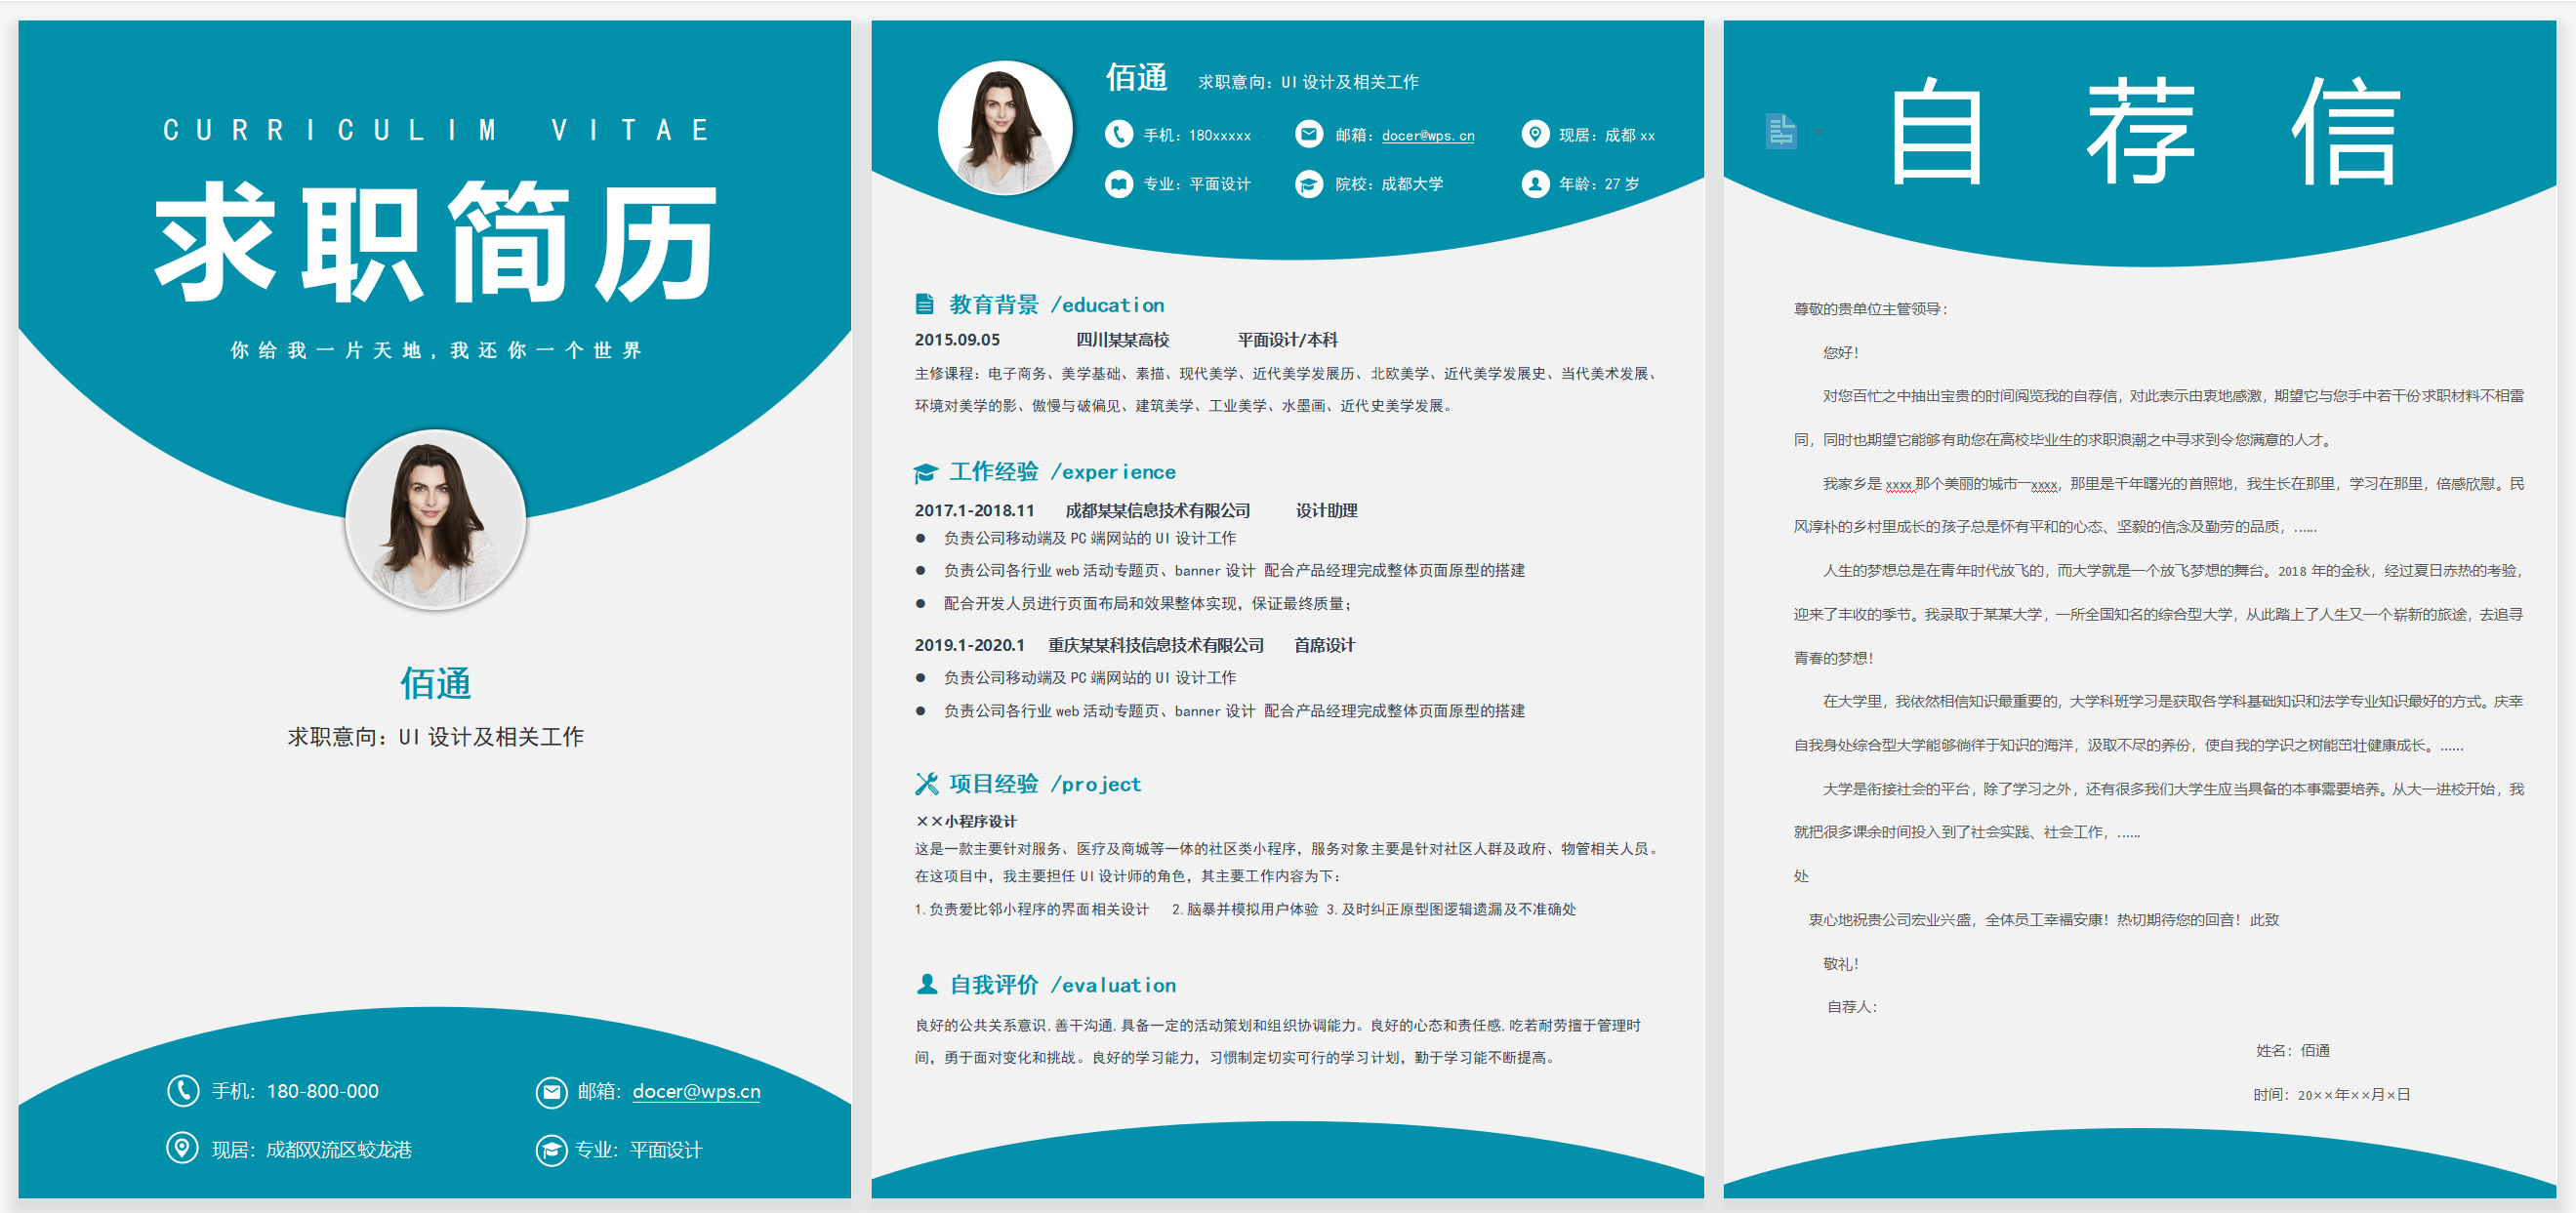 CURRICULIM VITAE
求职简历
你给我一片天地,我还你一个世界
佰通
求职意向：UI 设计及相关工作
手机：180-800-000
邮箱：docer@wps.cn
现居：成都双流区蛟龙港
专业：平面设计
佰通 求职意向：UI 设计及相关工作
手机：180xxxxx 邮箱：docer@wps.cn 现居：成都 xx
专业：平面设计 院校：成都大学 年龄：27 岁
教育背景 /education
2015.09.05 四川某某高校 平面设计/本科
主修课程：电子商务、美学基础、素描、现代美学、近代美学发展历、北欧美学、近代美学发展史、当代美术发展、
环境对美学的影、傲慢与破偏见、建筑美学、工业美学、水墨画、近代史美学发展。
工作经验 /experience
2017.1-2018.11 成都某某信息技术有限公司 设计助理
● 负责公司移动端及 PC 端网站的 UI 设计工作
● 负责公司各行业 web 活动专题页、banner 设计 配合产品经理完成整体页面原型的搭建
● 配合开发人员进行页面布局和效果整体实现，保证最终质量；
2019.1-2020.1 重庆某某科技信息技术有限公司 首席设计
● 负责公司移动端及 PC 端网站的 UI 设计工作
● 负责公司各行业 web 活动专题页、banner 设计 配合产品经理完成整体页面原型的搭建
项目经验 /project
××小程序设计
这是一款主要针对服务、医疗及商城等一体的社区类小程序，服务对象主要是针对社区人群及政府、物管相关人员。
在这项目中，我主要担任 UI 设计师的角色，其主要工作内容为下：
1.负责爱比邻小程序的界面相关设计 2.脑暴并模拟用户体验 3.及时纠正原型图逻辑遗漏及不准确处
自我评价 /evaluation
良好的公共关系意识,善于沟通,具备一定的活动策划和组织协调能力。良好的心态和责任感,吃若耐劳擅于管理时
间，勇于面对变化和挑战。良好的学习能力，习惯制定切实可行的学习计划，勤于学习能不断提高。
自荐信
尊敬的贵单位主管领导：
您好！
对您百忙之中抽出宝贵的时间阅览我的自荐信，对此表示由衷地感激，期望它与您手中若干份求职材料不相雷
同，同时也期望它能够有助您在高校毕业生的求职浪潮之中寻求到令您满意的人才。
我家乡是 xxxx 那个美丽的城市—xxxx，那里是千年曙光的首照地，我生长在那里，学习在那里，倍感欣慰。民
风淳朴的乡村里成长的孩子总是怀有平和的心态、坚毅的信念及勤劳的品质，......
人生的梦想总是在青年时代放飞的，而大学就是一个放飞梦想的舞台。2018 年的金秋，经过夏日赤热的考验，
迎来了丰收的季节。我录取于某某大学，一所全国知名的综合型大学，从此踏上了人生又一个崭新的旅途，去追寻
青春的梦想！
在大学里，我依然相信知识最重要的，大学科班学习是获取各学科基础知识和法学专业知识最好的方式。庆幸
自我身处综合型大学能够徜徉于知识的海洋，汲取不尽的养份，使自我的学识之树能茁壮健康成长。......
大学是衔接社会的平台，除了学习之外，还有很多我们大学生应当具备的本事需要培养。从大一进校开始，我
就把很多课余时间投入到了社会实践、社会工作，......
处
衷心地祝贵公司宏业兴盛，全体员工幸福安康！热切期待您的回音！此致
敬礼！
自荐人：
姓名：佰通
时间：20××年××月×日